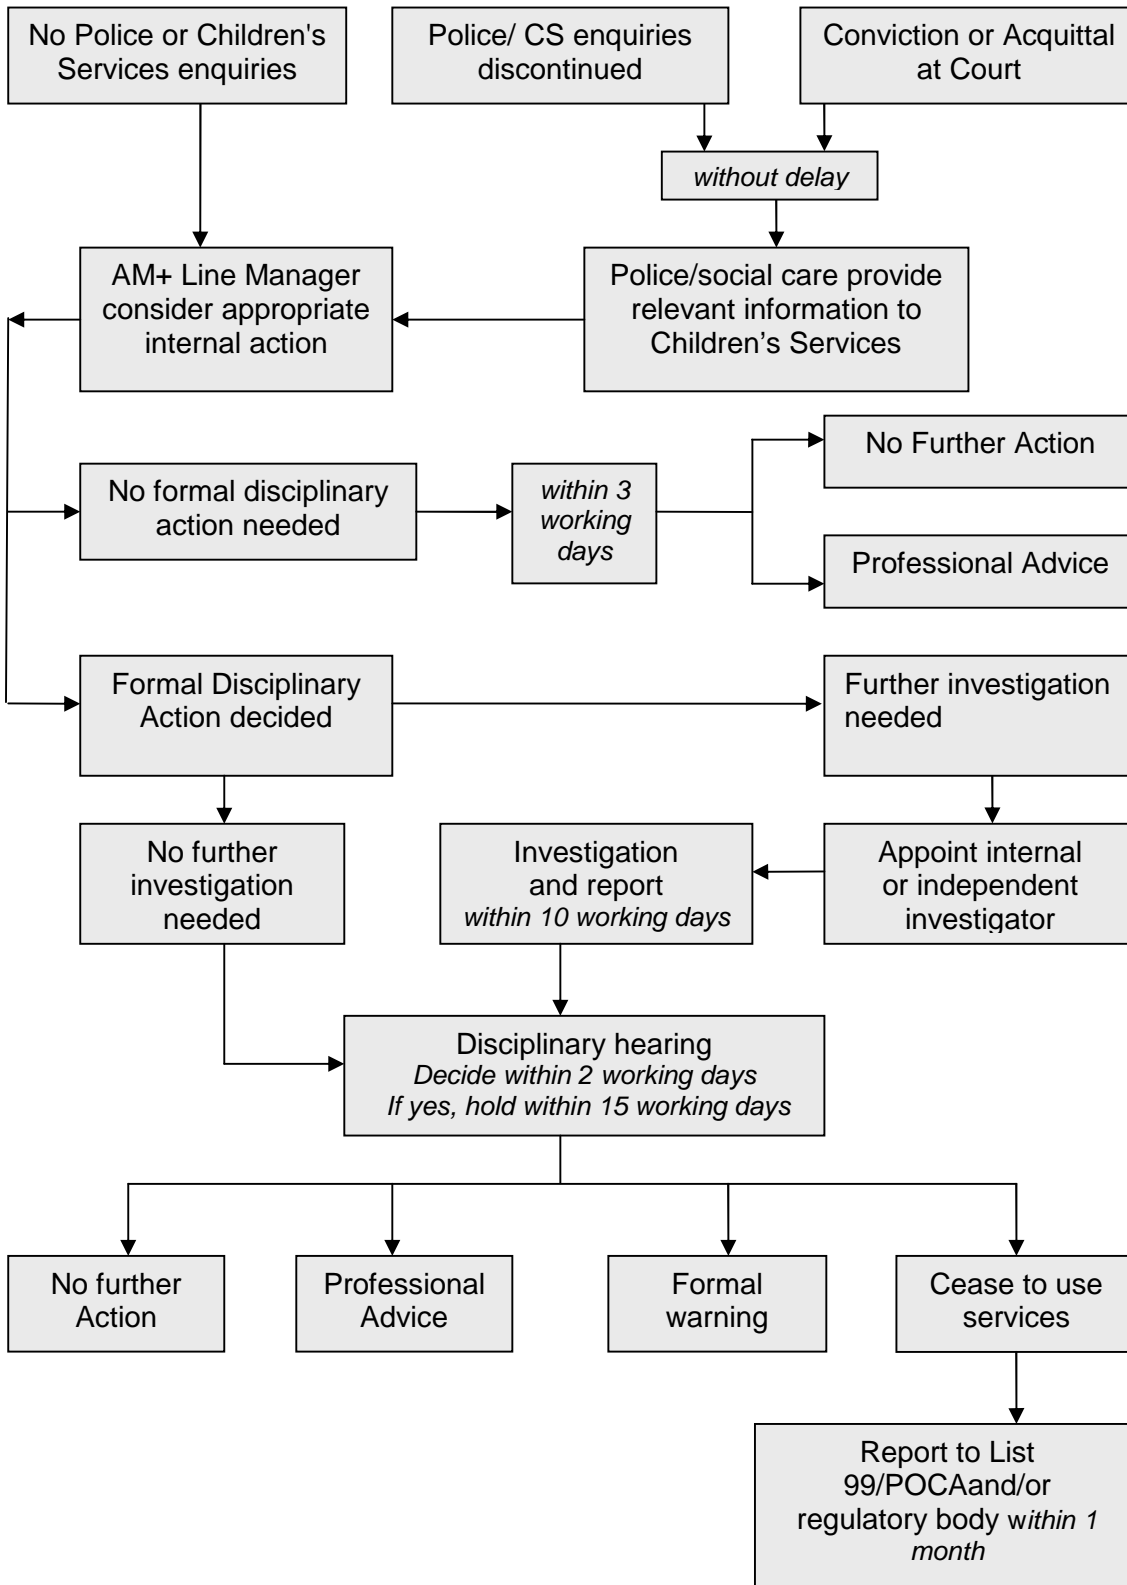 No Police or Children's
Services enquiries
Police/ CS enquiries
discontinued
Conviction or Acquittal
at Court
without delay
AM+ Line Manager
consider appropriate
internal action
Police/social care provide
relevant information to
Children’s Services
No formal disciplinary
action needed
within 3
working
days
No Further Action
Professional Advice
Formal Disciplinary
Action decided
Further investigation
needed
No further
investigation
needed
Investigation
and report
within 10 working days
Appoint internal
or independent
investigator
Disciplinary hearing
Decide within 2 working days
If yes, hold within 15 working days
No further
Action
Professional
Advice
Formal
warning
Cease to use
services
Report to List
99/POCAand/or
regulatory body within 1
month